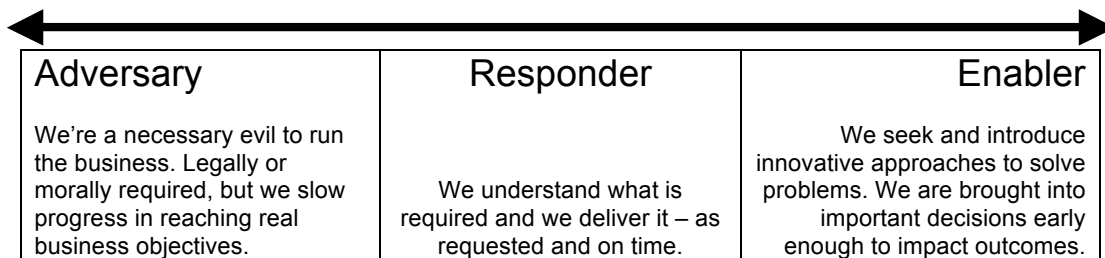 Adversary
We’re a necessary evil to run
the business. Legally or
morally required, but we slow
progress in reaching real
business objectives.
Responder
We understand what is
required and we deliver it – as
requested and on time.
Enabler
We seek and introduce
innovative approaches to solve
problems. We are brought into
important decisions early
enough to impact outcomes.